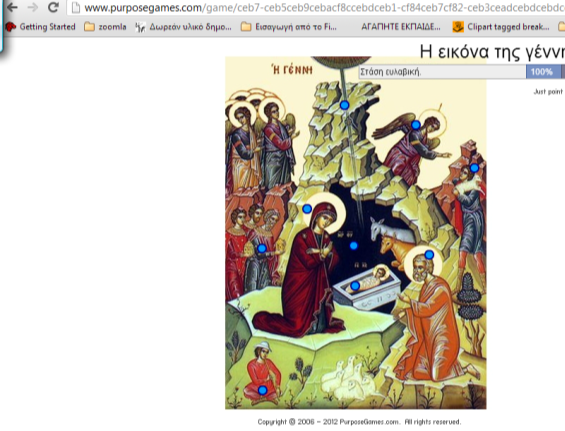 www.purposegames.com/game/ceb7-ceb5ceb9cebacf8ccebdceb1-cf84ceb7cf82-ceb3ceadcebdcebdc
Getting Started zoomla Δωρεάν υλικό δημο... Εισαγωγή από το Fi... ΑΓΑΠΗΤΕ ΕΚΠΑΙΔΕ... Clipart tagged break...
Η εικόνα της γέννη
Στάση ευλαβική. 100%
Just point
Ἡ ΓΈΝΝΗ
Copyright © 2006 – 2012 PurposeGames.com. All rights reserved.